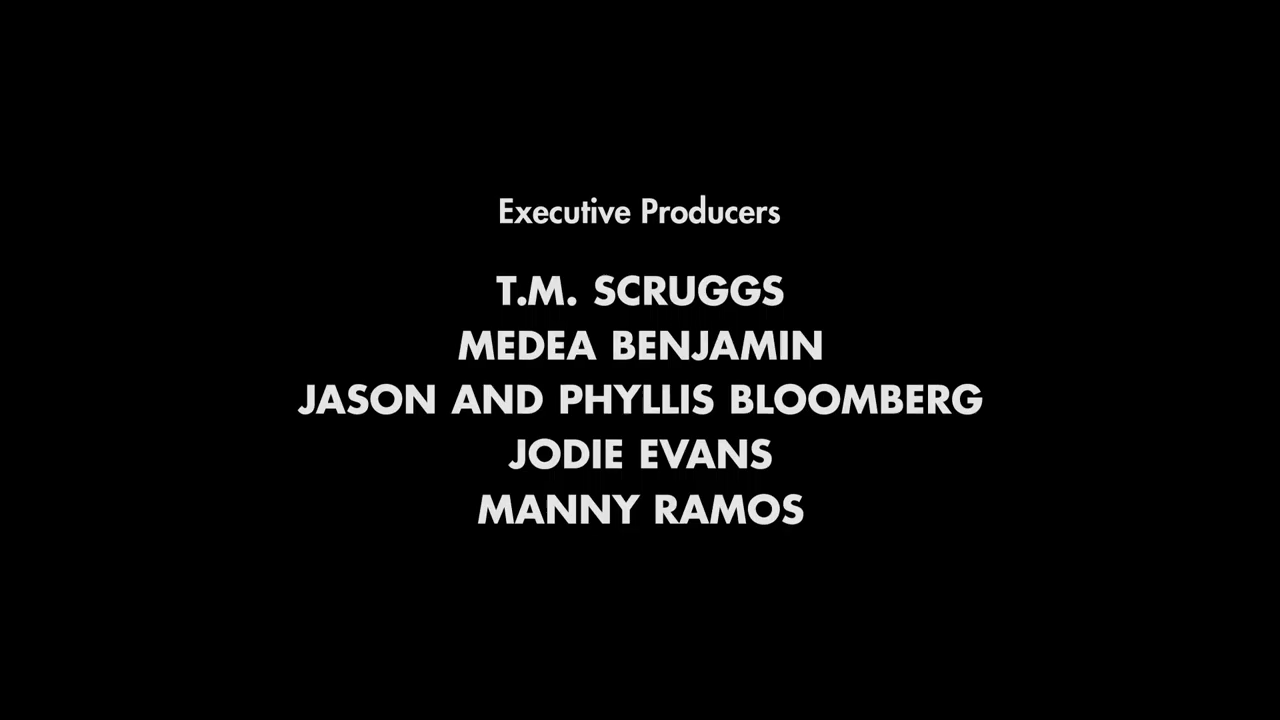 Executive Producers
T.M. SCRUGGS
MEDEA BENJAMIN
JASON AND PHYLLIS BLOOMBERG
JODIE EVANS
MANNY RAMOS